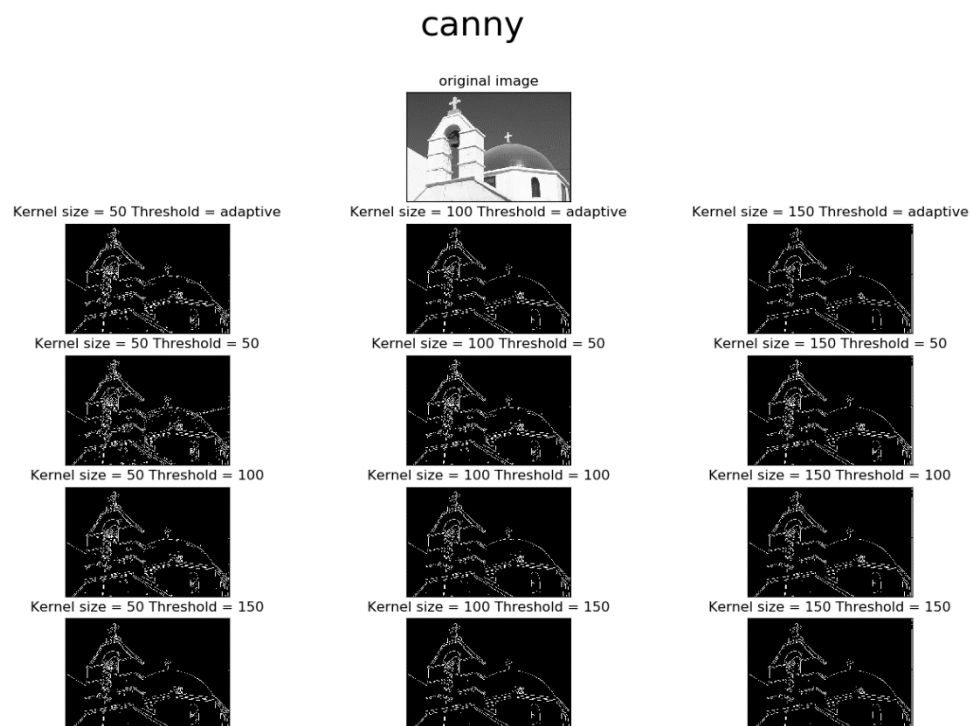 canny
original image
Kernel size = 50 Threshold = adaptive
Kernel size = 100 Threshold = adaptive
Kernel size = 150 Threshold = adaptive
Kernel size = 50 Threshold = 50
Kernel size = 100 Threshold = 50
Kernel size = 150 Threshold = 50
Kernel size = 50 Threshold = 100
Kernel size = 100 Threshold = 100
Kernel size = 150 Threshold = 100
Kernel size = 50 Threshold = 150
Kernel size = 100 Threshold = 150
Kernel size = 150 Threshold = 150